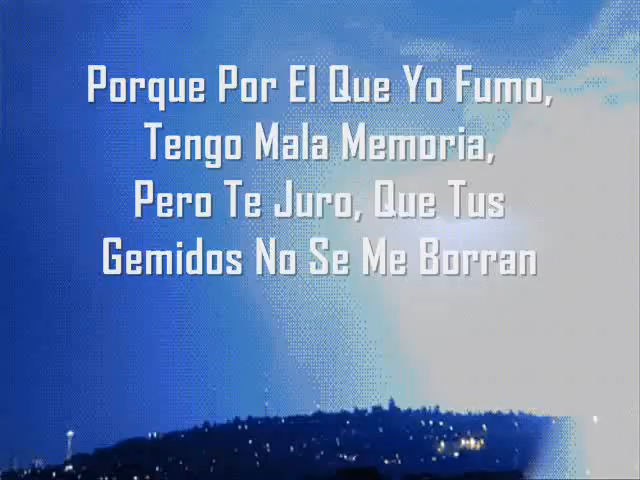 Porque Por El Que Yo Fumo,
Tengo Mala Memoria,
Pero Te Juro, Que Tus
Gemidos No Se Me Borran